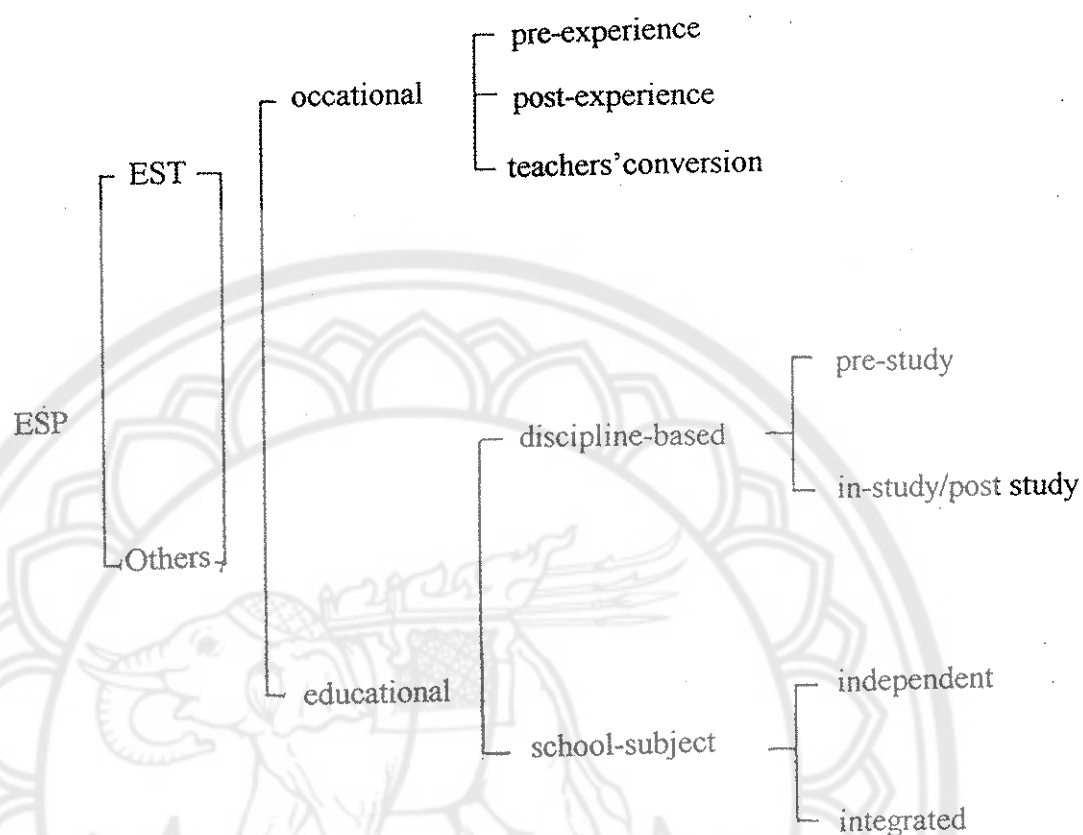 pre-experience
occational
post-experience
teachers'conversion
EST
pre-study
ESP
discipline-based
in-study/post study
Others
educational
independent
school-subject
integrated